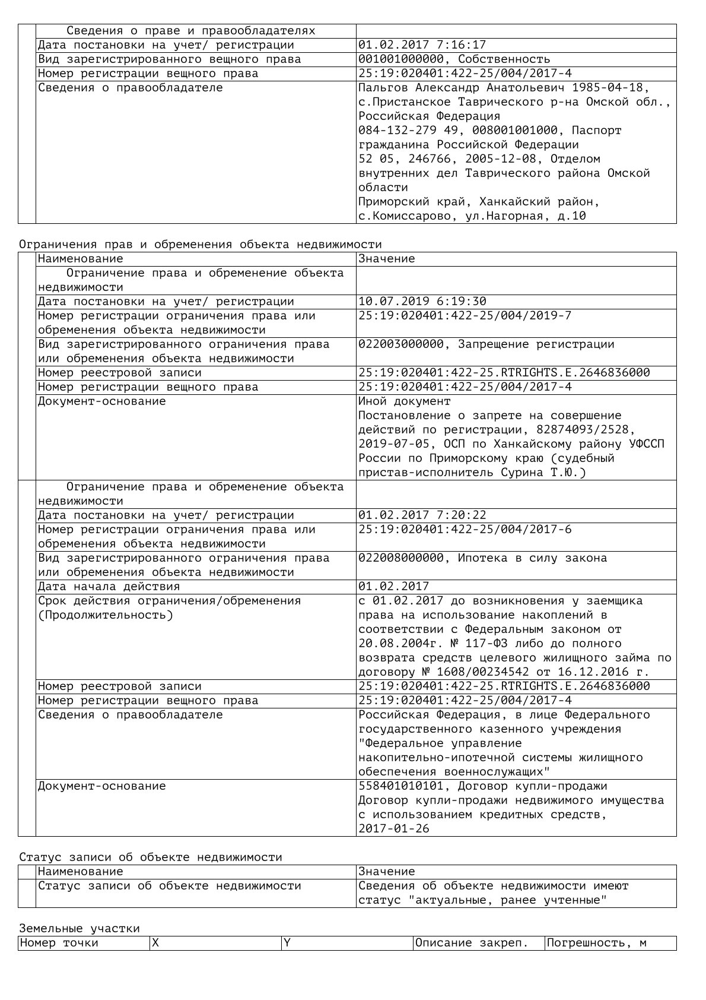 Сведения о праве и правообладателях
Дата постановки на учет/ регистрации 01.02.2017 7:16:17
Вид зарегистрированного вещного права 001001000000, Собственность
Номер регистрации вещного права 25:19:020401:422-25/004/2017-4
Сведения о правообладателе Пальгов Александр Анатольевич 1985-04-18,
с.Пристанское Таврического р-на Омской обл.,
Российская Федерация
084-132-279 49, 008001001000, Паспорт
гражданина Российской Федерации
52 05, 246766, 2005-12-08, Отделом
внутренних дел Таврического района Омской
области
Приморский край, Ханкайский район,
с.Комиссарово, ул.Нагорная, д.10
Ограничения прав и обременения объекта недвижимости
Наименование Значение
Ограничение права и обременение объекта
недвижимости
Дата постановки на учет/ регистрации 10.07.2019 6:19:30
Номер регистрации ограничения права или 25:19:020401:422-25/004/2019-7
обременения объекта недвижимости
Вид зарегистрированного ограничения права 022003000000, Запрещение регистрации
или обременения объекта недвижимости
Номер реестровой записи 25:19:020401:422-25.RTRIGHTS.E.2646836000
Номер регистрации вещного права 25:19:020401:422-25/004/2017-4
Документ-основание Иной документ
Постановление о запрете на совершение
действий по регистрации, 82874093/2528,
2019-07-05, ОСП по Ханкайскому району УФССП
России по Приморскому краю (судебный
пристав-исполнитель Сурина Т.Ю.)
Ограничение права и обременение объекта
недвижимости
Дата постановки на учет/ регистрации 01.02.2017 7:20:22
Номер регистрации ограничения права или 25:19:020401:422-25/004/2017-6
обременения объекта недвижимости
Вид зарегистрированного ограничения права 022008000000, Ипотека в силу закона
или обременения объекта недвижимости
Дата начала действия 01.02.2017
Срок действия ограничения/обременения с 01.02.2017 до возникновения у заемщика
(Продолжительность) права на использование накоплений в
соответствии с Федеральным законом от
20.08.2004г. № 117-ФЗ либо до полного
возврата средств целевого жилищного займа по
договору № 1608/00234542 от 16.12.2016 г.
Номер реестровой записи 25:19:020401:422-25.RTRIGHTS.E.2646836000
Номер регистрации вещного права 25:19:020401:422-25/004/2017-4
Сведения о правообладателе Российская Федерация, в лице Федерального
государственного казенного учреждения
"Федеральное управление
накопительно-ипотечной системы жилищного
обеспечения военнослужащих"
Документ-основание 558401010101, Договор купли-продажи
Договор купли-продажи недвижимого имущества
с использованием кредитных средств,
2017-01-26
Статус записи об объекте недвижимости
Наименование Значение
Статус записи об объекте недвижимости Сведения об объекте недвижимости имеют
статус "актуальные, ранее учтенные"
Земельные участки
Номер точки X Y Описание закреп. Погрешность, м